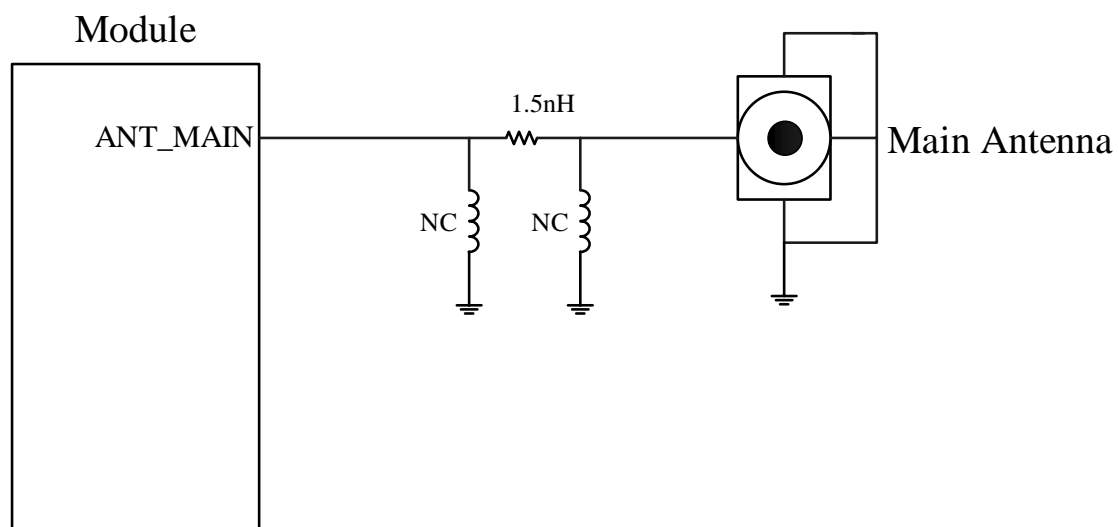 Module
1.5nH
ANT_MAIN
Main Antenna
NC
NC